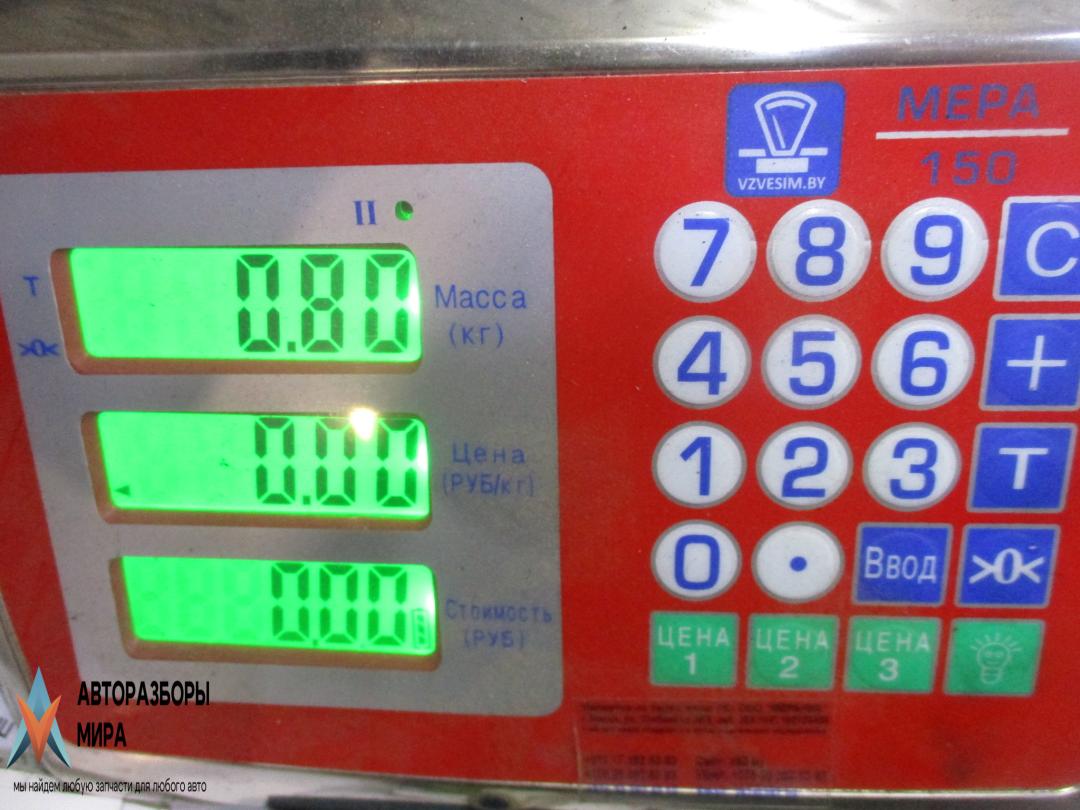 МЕРА
150
VZVESIM.BY
II
T
>0<
0.80
Масса
(кг)
0.00
Цена
(РУБ/кг)
0.00
Стоимость
(РУБ)
7 8 9 C
4 5 6 +
1 2 3 T
0 . Ввод >0<
ЦЕНА 1
ЦЕНА 2
ЦЕНА 3
АВТОРАЗБОРЫ
МИРА
мы найдем любую запчасти для любого авто